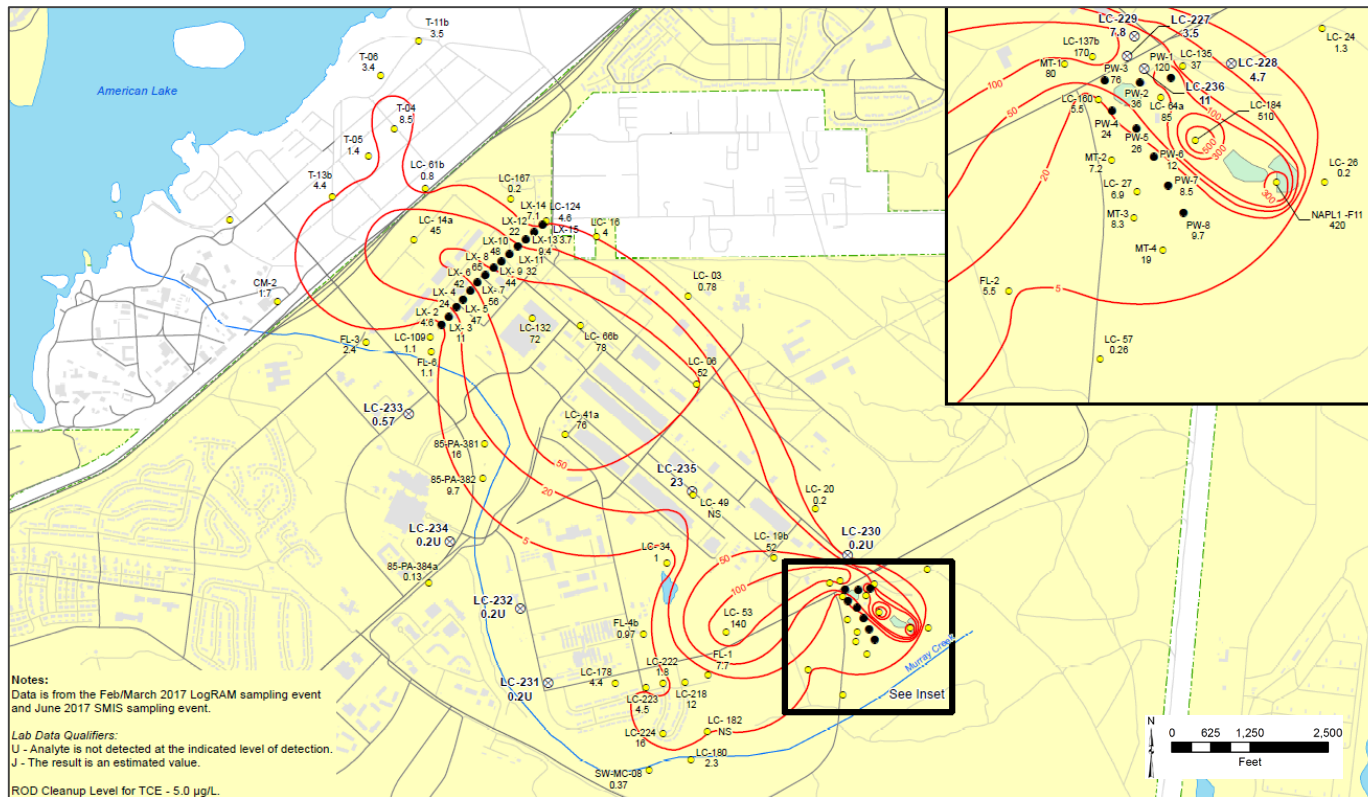 T-11b
3.5
T-06
3.4
American Lake
T-04
8.5
T-05
1.4
T-13b
4.4
LC- 61b
0.8
LC-167
0.2
LX-14
7.1
LC-124
4.6
LX-12
22
LX-15
3.7
LC- 16
4
LC- 14a
45
LX-10
48
LX-13
9.4
LX- 8
65
LX-11
32
LX- 6
42
LX- 9
44
LX- 4
24
LX- 7
56
LX- 2
4.6
LX- 5
47
LX- 3
11
CM-2
1.7
LC- 03
0.78
FL-3
2.4
LC-109
1.1
FL-6
1.1
LC-132
72
LC- 66b
78
LC- 06
52
LC-233
0.57
LC- 41a
76
85-PA-381
16
50
85-PA-382
9.7
LC-235
23
20
LC- 49
NS
LC- 20
0.2
LC-234
0.2U
5
LC-34
1
LC- 19b
52
LC-230
0.2U
50
85-PA-384a
0.13
100
LC-232
0.2U
LC- 53
140
FL-4b
0.97
FL-1
7.7
Murray Creek
LC-178
4.4
LC-222
1.8
LC-231
0.2U
LC-223
4.5
LC-218
12
See Inset
LC-224
16
LC- 182
NS
LC-180
2.3
SW-MC-08
0.37
LC-229
7.8
LC-227
3.5
LC- 24
1.3
LC-137b
170
MT-1
80
PW-3
76
PW-1
120
LC-135
37
LC-228
4.7
100
PW-2
36
LC-236
11
LC-160
5.5
LC- 64a
85
100
LC-184
510
50
PW-4
24
PW-5
26
500
300
MT-2
7.2
PW-6
12
LC-26
0.2
20
LC- 27
6.9
PW-7
8.5
300
MT-3
8.3
PW-8
9.7
NAPL1 -F11
420
MT-4
19
FL-2
5.5
5
LC- 57
0.26
Notes:
Data is from the Feb/March 2017 LogRAM sampling event
and June 2017 SMIS sampling event.
Lab Data Qualifiers:
U - Analyte is not detected at the indicated level of detection.
J - The result is an estimated value.
ROD Cleanup Level for TCE - 5.0 µg/L.
N
0 625 1,250 2,500
Feet